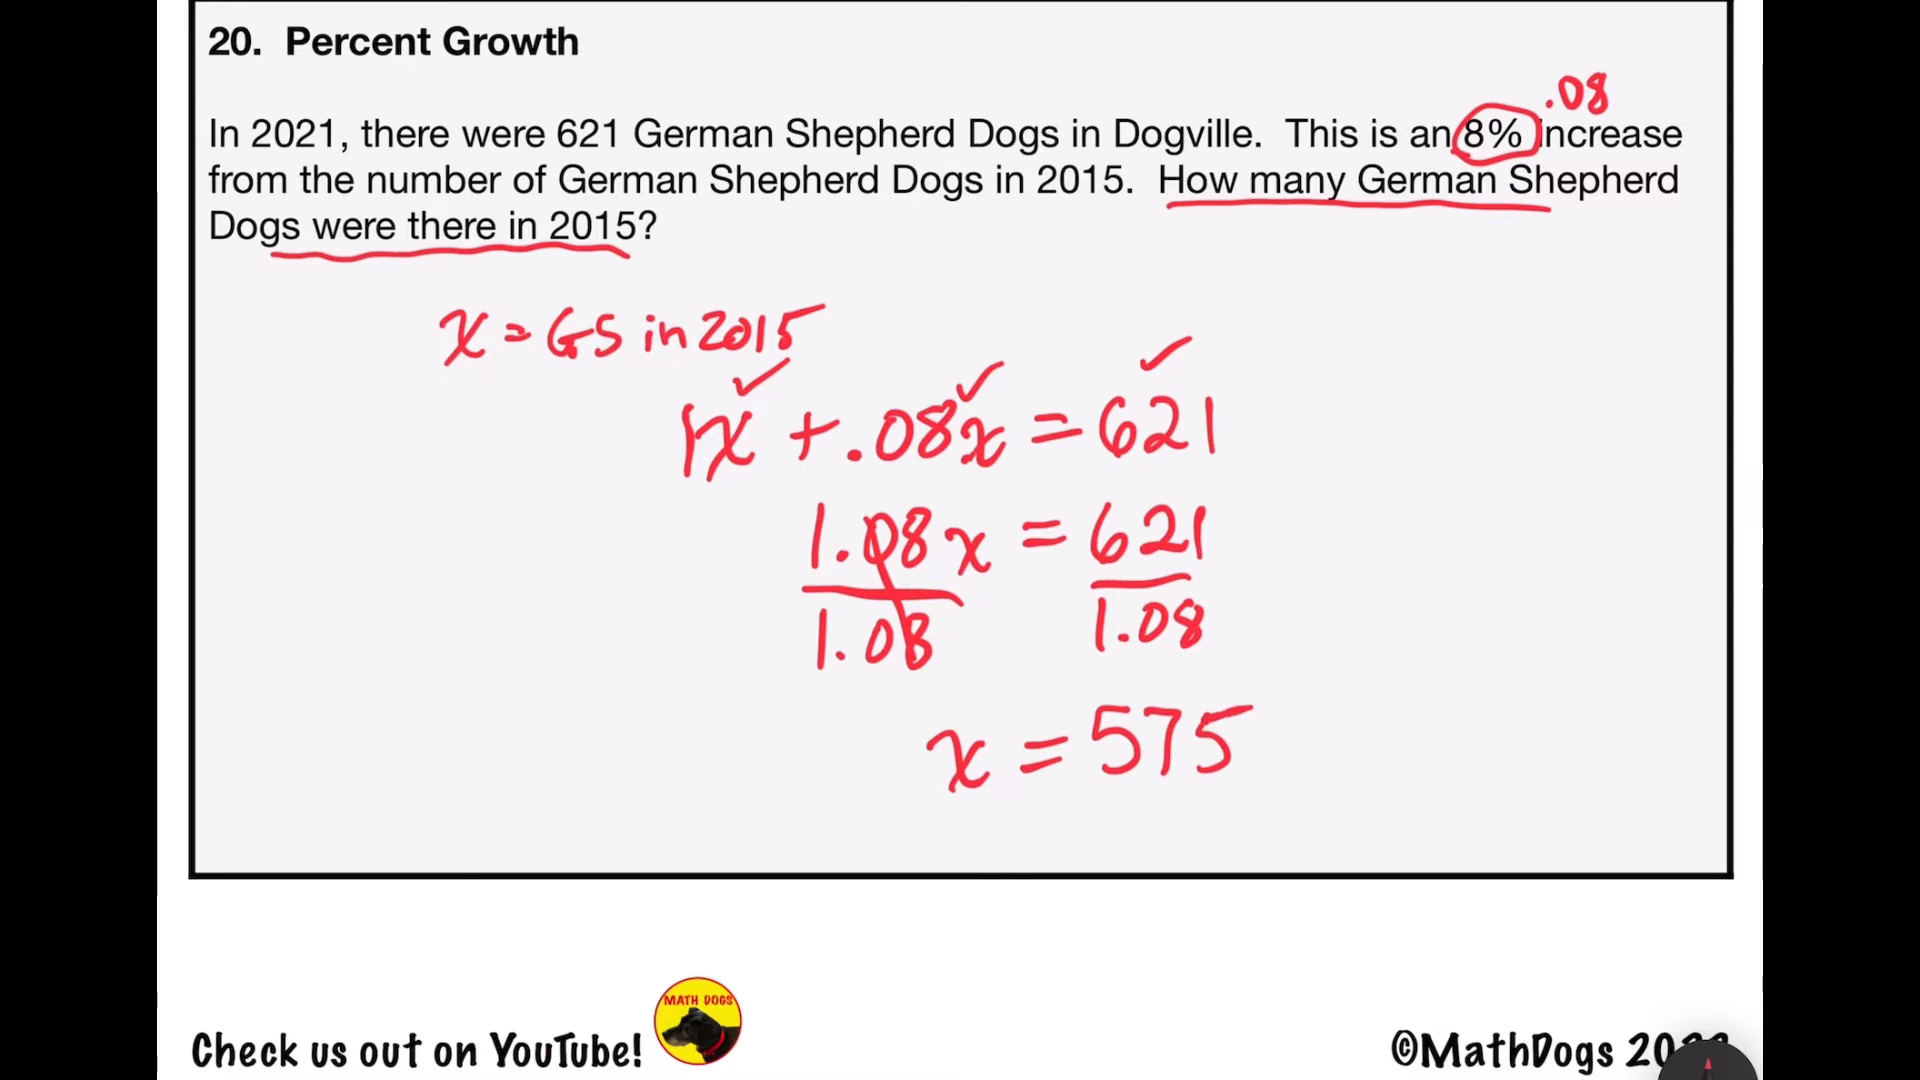 20. Percent Growth
.08
In 2021, there were 621 German Shepherd Dogs in Dogville. This is an 8% increase
from the number of German Shepherd Dogs in 2015. How many German Shepherd
Dogs were there in 2015?
x = GS in 2015
1x + .08x = 621
1.08x = 621
1.08 1.08
x = 575
MATH DOGS
Check us out on YouTube!
©MathDogs